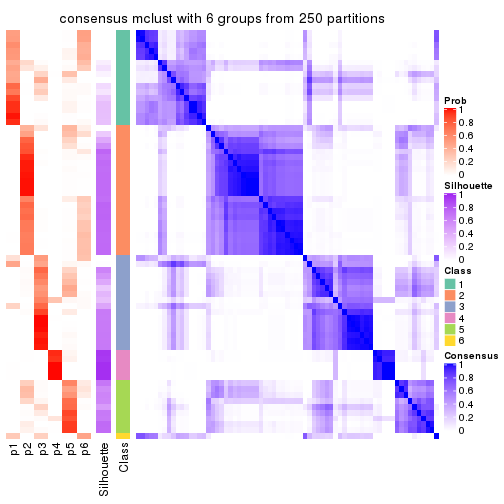 consensus mclust with 6 groups from 250 partitions
Prob
1
0.8
0.6
0.4
0.2
0
Silhouette
1
0.8
0.6
0.4
0.2
0
Class
1
2
3
4
5
6
Consensus
1
0.8
0.6
0.4
0.2
0
p1
p2
p3
p4
p5
p6
Silhouette
Class